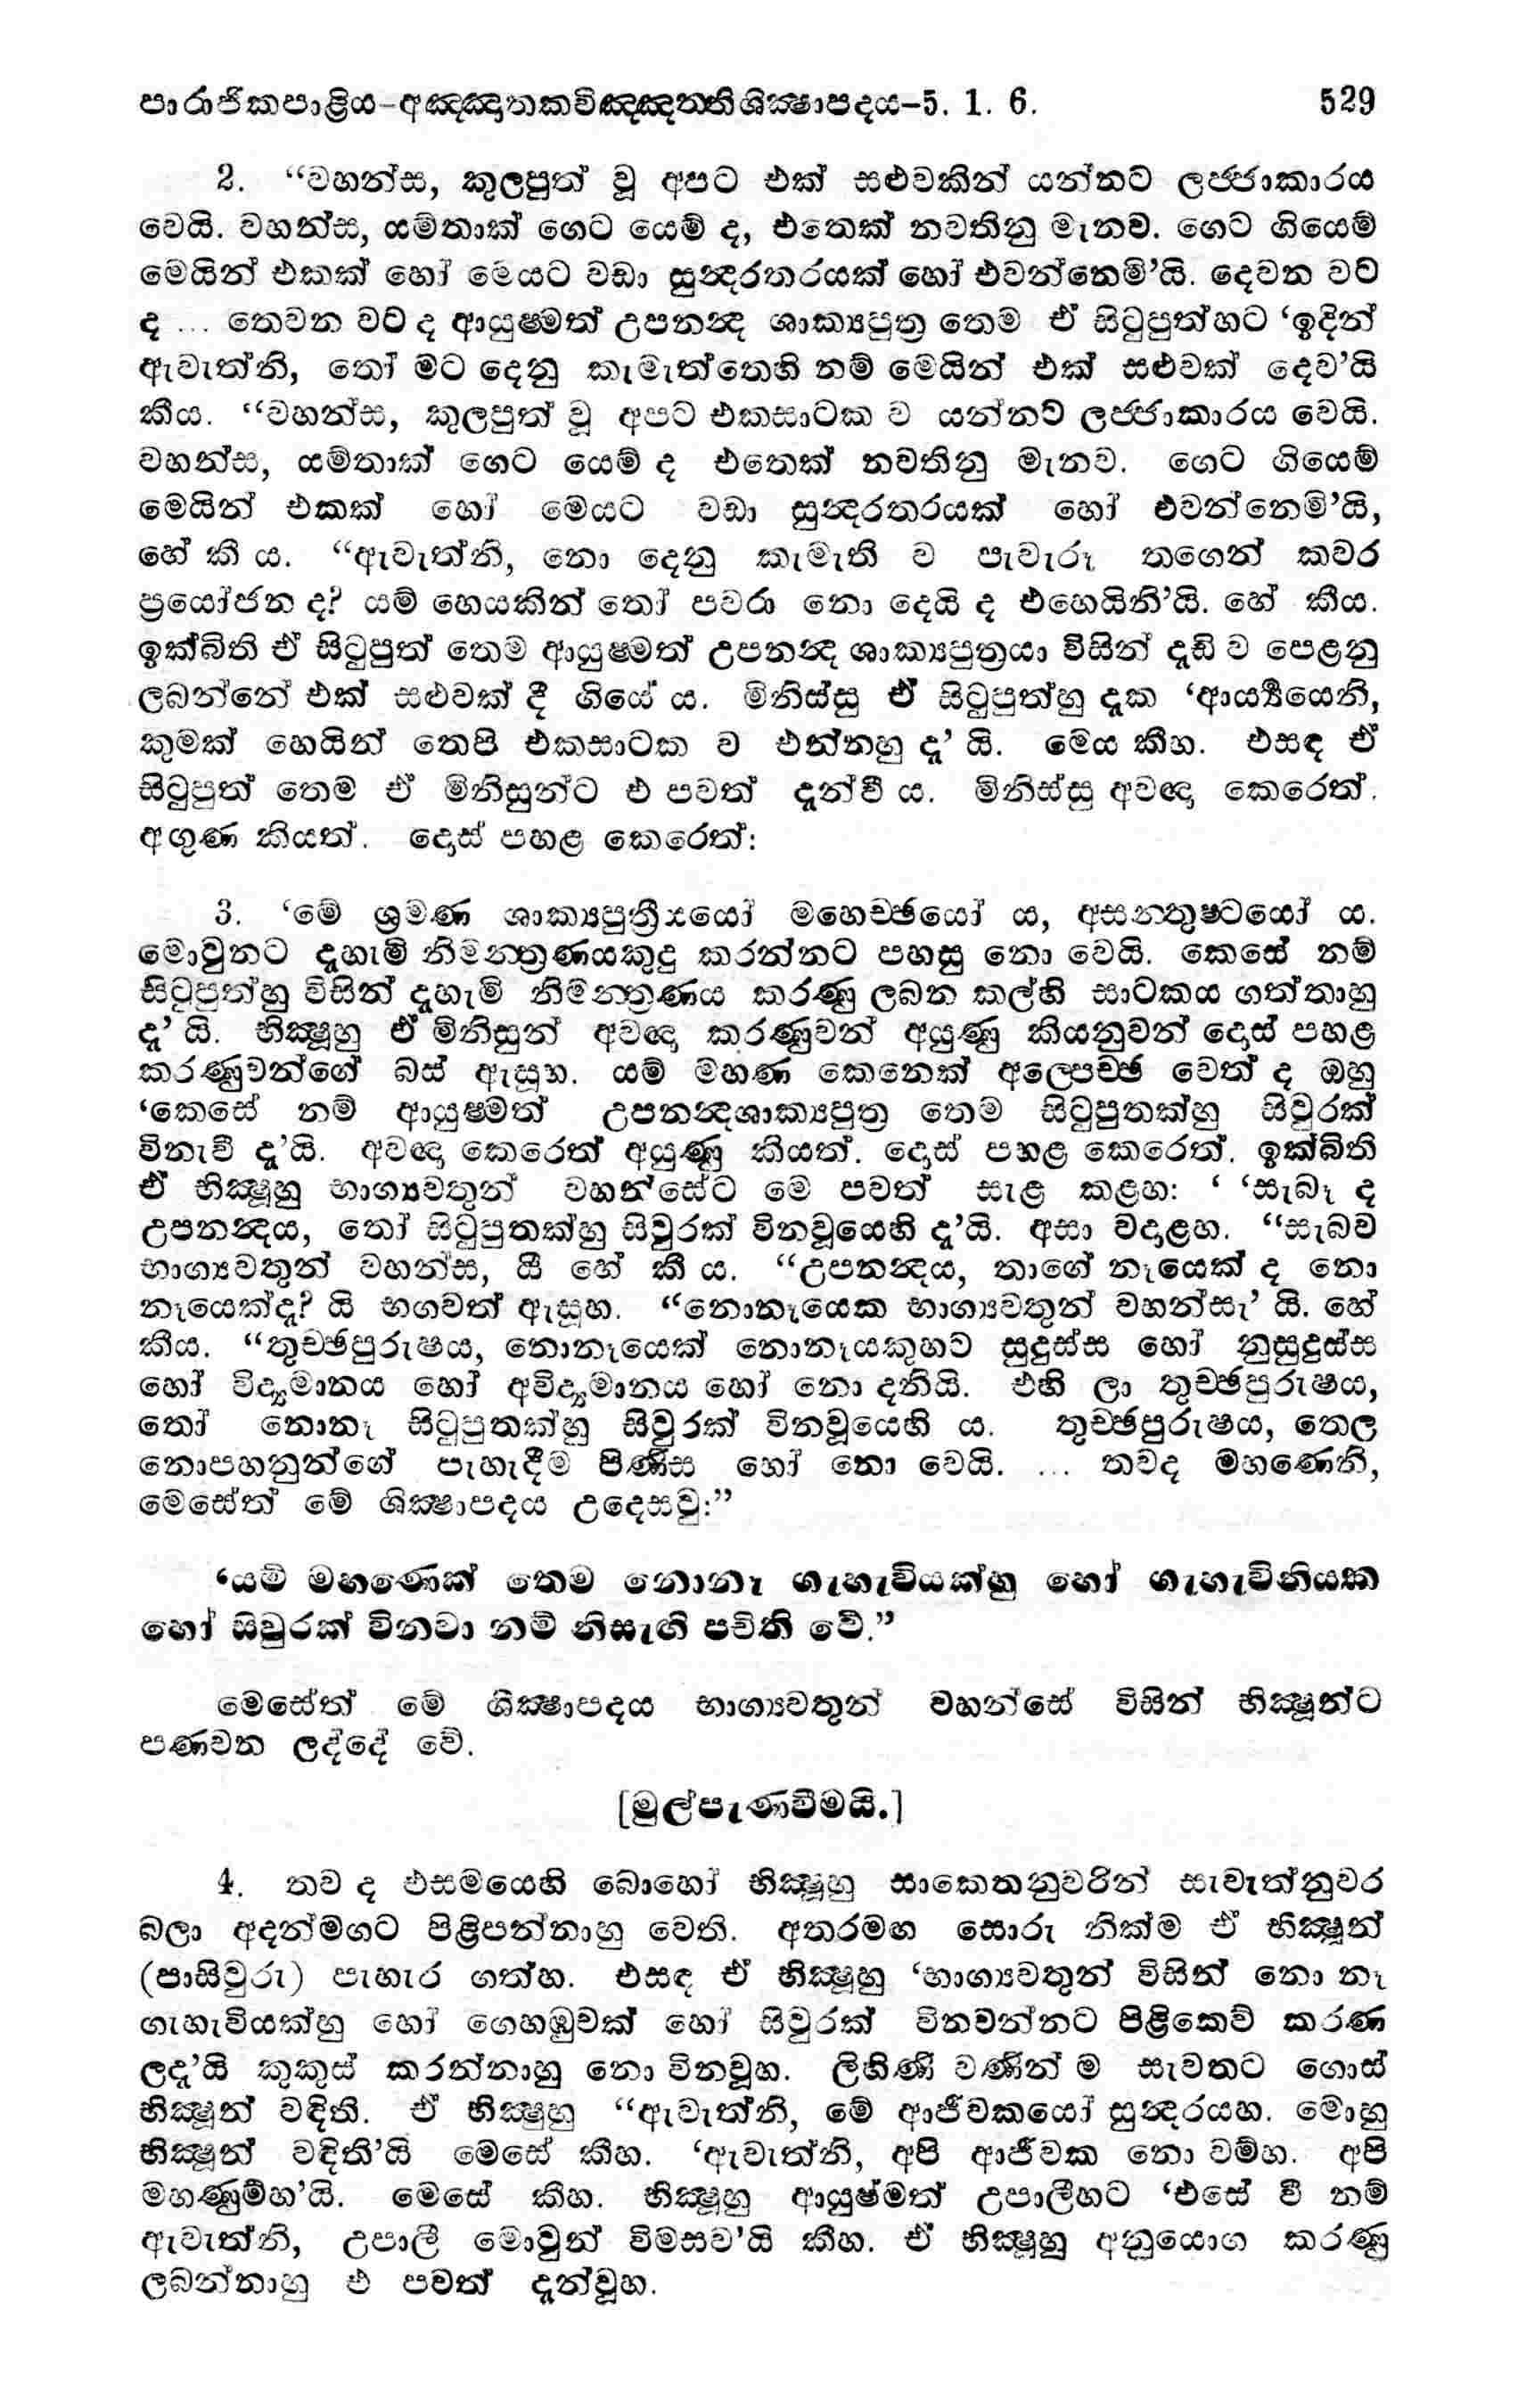 පාරාජිකපාළිය-අඤ්ඤාතකවිඤ්ඤත්තිශික්‍ෂාපදය-5. 1. 6. 529
2. “වහන්ස, කුලපුත් වූ අපට එක් සළුවකින් යන්නට ලජ්ජාකාරය
වෙයි. වහන්ස, යම්තාක් ගෙට යෙම් ද, එතෙක් නවතිනු මැනව. ගෙට ගියෙම්
මෙයින් එකක් හෝ මෙයට වඩා සුන්‍දරතරයක් හෝ එවන්නෙමි’යි. දෙවන වට
ද ... තෙවන වට ද ආයුෂ්මත් උපනන්‍ද ශාක්‍යපුත්‍ර තෙම ඒ සිටුපුත්හට ‘ඉදින්
ඇවැත්නි, තෝ මට දෙනු කැමැත්තෙහි නම් මෙයින් එක් සළුවක් දෙව’යි
කීය. “වහන්ස, කුලපුත් වූ අපට එකසාටක ව යන්නට ලජ්ජාකාරය වෙයි.
වහන්ස, යම්තාක් ගෙට යෙම් ද එතෙක් නවතිනු මැනව. ගෙට ගියෙම්
මෙයින් එකක් හෝ මෙයට වඩා සුන්‍දරතරයක් හෝ එවන්නෙමි’යි,
හේ කී ය. “ඇවැත්නි, නො දෙනු කැමැති ව පැවැරූ තගෙන් කවර
ප්‍රයෝජන ද? යම් හෙයකින් තෝ පවරා නො දෙයි ද එහෙයිනි’යි. හේ කීය.
ඉක්බිති ඒ සිටුපුත් තෙම ආයුෂ්මත් උපනන්‍ද ශාක්‍යපුත්‍රයා විසින් දැඩි ව පෙළනු
ලබන්නේ එක් සළුවක් දී ගියේ ය. මිනිස්සු ඒ සිටුපුත්හු දැක ‘ආර්‍ය්‍යයෙනි,
කුමක් හෙයින් තෙපි එකසාටක ව එන්නහු දැ’ යි. මෙය කීහ. එසඳ ඒ
සිටුපුත් තෙම ඒ මිනිසුන්ට එ පවත් දැන්වී ය. මිනිස්සු අවඥා කෙරෙත්.
අගුණ කියත්. දොස් පහළ කෙරෙත්:
3. ‘මේ ශ්‍රමණ ශාක්‍යපුත්‍රීයයෝ මහෙච්ඡයෝ ය, අසන්තුෂ්ටයෝ ය.
මොවුනට දැහැමි නිමන්ත්‍රණයකුදු කරන්නට පහසු නො වෙයි. කෙසේ නම්
සිටුපුත්හු විසින් දැහැමි නිමන්ත්‍රණය කරණු ලබන කල්හි සාටකය ගත්තාහු
දැ’ යි. භික්‍ෂූහු ඒ මිනිසුන් අවඥා කරණුවන් අයුණු කියනුවන් දොස් පහළ
කරණුවන්ගේ බස් ඇසූහ. යම් මහණ කෙනෙක් අල්පෙච්ඡ වෙත් ද ඔහු
‘කෙසේ නම් ආයුෂ්මත් උපනන්‍දශාක්‍යපුත්‍ර තෙම සිටුපුතක්හු සිවුරක්
විනැවී දැ’යි. අවඥා කෙරෙත් අයුණු කියත්. දොස් පහළ කෙරෙත්. ඉක්බිති
ඒ භික්‍ෂූහු භාග්‍යවතුන් වහන්සේට මෙ පවත් සැළ කළහ: ‘ ‘සැබෑ ද
උපනන්‍දය, තෝ සිටුපුතක්හු සිවුරක් විනවූයෙහි දැ’යි. අසා වදාළහ. “සැබව
භාග්‍යවතුන් වහන්ස, යී හේ කී ය. “උපනන්‍දය, තාගේ නෑයෙක් ද නො
නෑයෙක්දැ? යි භගවත් ඇසූහ. “නොනෑයෙක භාග්‍යවතුන් වහන්සැ’ යි. හේ
කීය. “තුච්ඡපුරුෂය, නොනෑයෙක් නොනෑයකුහට සුදුස්ස හෝ නුසුදුස්ස
හෝ විද්‍යමානය හෝ අවිද්‍යමානය හෝ නො දනියි. එහි ලා තුච්ඡපුරුෂය,
තෝ නොනෑ සිටුපුතක්හු සිවුරක් විනවූයෙහි ය. තුච්ඡපුරුෂය, තෙල
නොපහනුන්ගේ පැහැදීම පිණිස හෝ නො වෙයි. ... තවද මහණෙනි,
මෙසේත් මේ ශික්‍ෂාපදය උදෙසවු:”
‘යම් මහණෙක් තෙම නොනෑ ගැහැවියක්හු හෝ ගැහැවිනියක
හෝ සිවුරක් විනවා නම් නිසැඟි පචිති වේ.”
මෙසේත් මේ ශික්‍ෂාපදය භාග්‍යවතුන් වහන්සේ විසින් භික්‍ෂූන්ට
පණවන ලද්දේ වේ.
[මුල්පැණවීමයි.]
4. තව ද එසමයෙහි බොහෝ භික්‍ෂූහු සාකෙතනුවරින් සැවැත්නුවර
බලා අදන්මගට පිළිපන්නාහු වෙති. අතරමඟ සොරු නික්ම ඒ භික්‍ෂූන්
(පාසිවුරු) පැහැර ගත්හ. එසඳ ඒ භික්‍ෂූහු ‘භාග්‍යවතුන් විසින් නො නෑ
ගැහැවියක්හු හෝ ගෙහඹුවක් හෝ සිවුරක් විනවන්නට පිළිකෙව් කරණ
ලදැ’යි කුකුස් කරන්නාහු නො විනවූහ. ලිහිණි වණින් ම සැවතට ගොස්
භික්‍ෂූන් වඳිති. ඒ භික්‍ෂුහු “ඇවැත්නි, මේ ආජීවකයෝ සුන්‍දරයහ. මොහු
භික්‍ෂූන් වඳිති’යි මෙසේ කීහ. ‘ඇවැත්නි, අපි ආජීවක නො වම්හ. අපි
මහණුම්හ’යි. මෙසේ කීහ. භික්‍ෂූහු ආයුෂ්මත් උපාලීහට ‘එසේ වී නම්
ඇවැත්නි, උපාලී මොවුන් විමසව’යි කීහ. ඒ භික්‍ෂූහු අනුයොග කරණු
ලබන්නාහු එ පවත් දැන්වූහ.